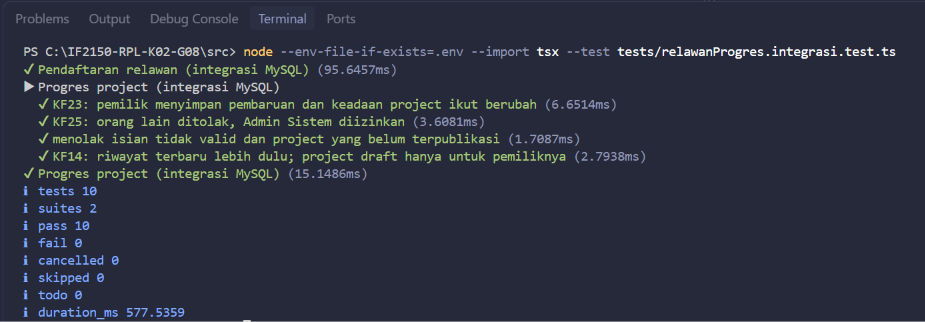 Problems Output Debug Console Terminal Ports
PS C:\IF2150-RPL-K02-G08\src> node --env-file-if-exists=.env --import tsx --test tests/relawanProgres.integrasi.test.ts
✓ Pendaftaran relawan (integrasi MySQL) (95.6457ms)
▶ Progres project (integrasi MySQL)
✓ KF23: pemilik menyimpan pembaruan dan keadaan project ikut berubah (6.6514ms)
✓ KF25: orang lain ditolak, Admin Sistem diizinkan (3.6081ms)
✓ menolak isian tidak valid dan project yang belum terpublikasi (1.7087ms)
✓ KF14: riwayat terbaru lebih dulu; project draft hanya untuk pemiliknya (2.7938ms)
✓ Progres project (integrasi MySQL) (15.1486ms)
ℹ tests 10
ℹ suites 2
ℹ pass 10
ℹ fail 0
ℹ cancelled 0
ℹ skipped 0
ℹ todo 0
ℹ duration_ms 577.5359